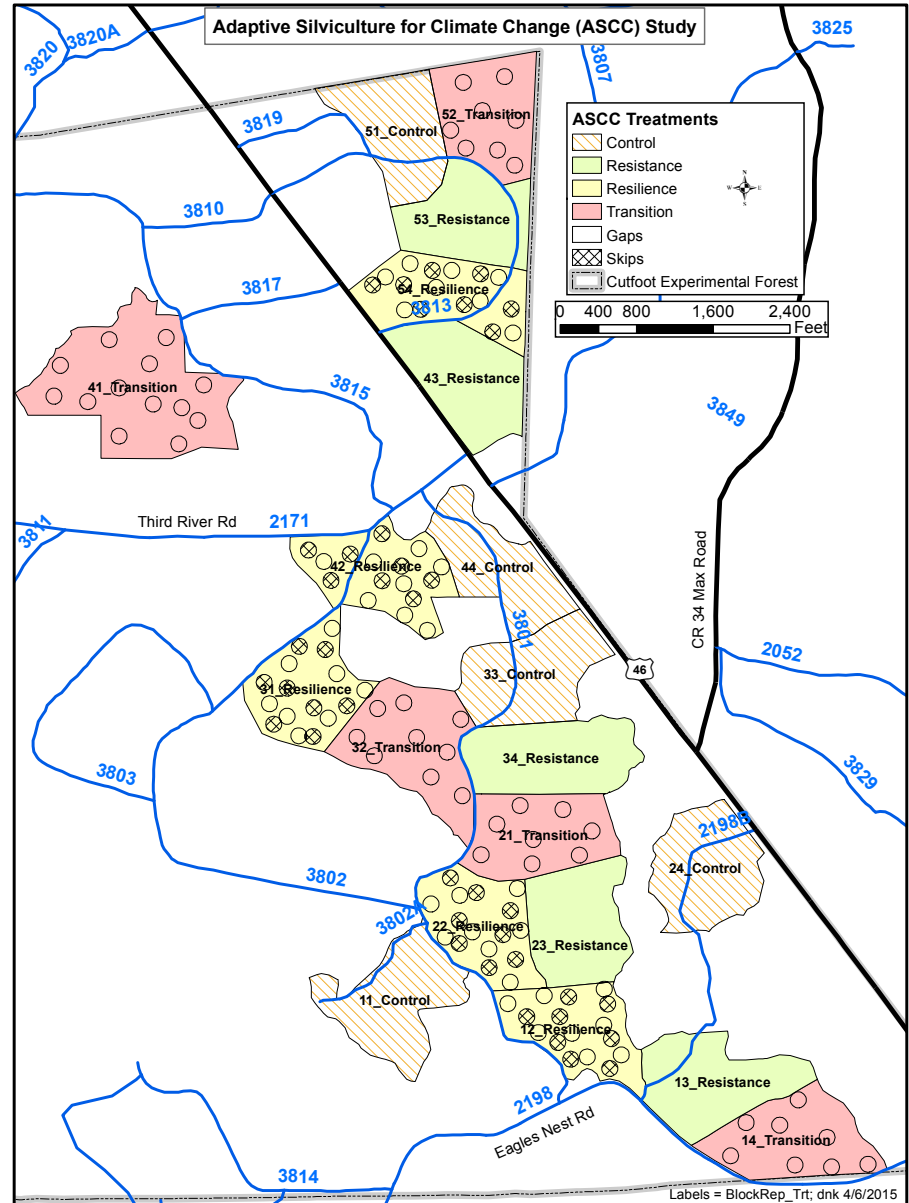 Adaptive Silviculture for Climate Change (ASCC) Study
3820
3820A
3807
3825
3819
51_Control
52_Transition
ASCC Treatments
Control
Resistance
Resilience
Transition
Gaps
Skips
Cutfoot Experimental Forest
N
W E
S
3810
53_Resistance
3817
54_Resilience
3813
0 400 800 1,600 2,400
Feet
41_Transition
3815
43_Resistance
3849
3811
Third River Rd
2171
42_Resilience
44_Control
3801
CR 34 Max Road
46
2052
33_Control
31_Resilience
32_Transition
34_Resistance
3803
3829
21_Transition
2198B
24_Control
3802
3802A
22_Resilience
23_Resistance
11_Control
12_Resilience
13_Resistance
2198
Eagles Nest Rd
14_Transition
3814
Labels = BlockRep_Trt; dnk 4/6/2015